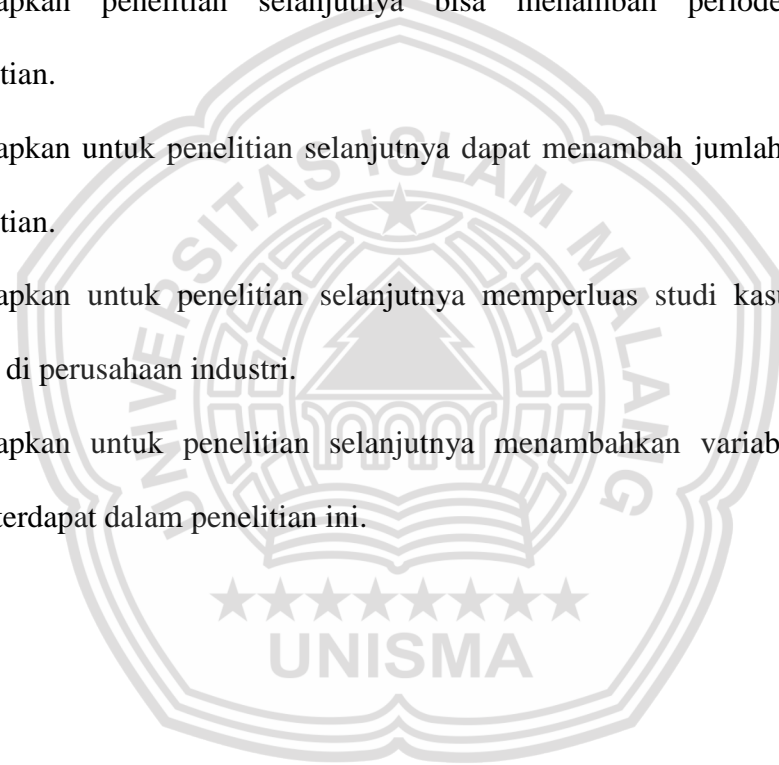 apkan penelitian selanjutnya bisa menambah periode
tian.
apkan untuk penelitian selanjutnya dapat menambah jumlah
tian.
apkan untuk penelitian selanjutnya memperluas studi kasu
di perusahaan industri.
apkan untuk penelitian selanjutnya menambahkan variab
terdapat dalam penelitian ini.
UNIVERSITAS ISLAM MALANG
UNISMA